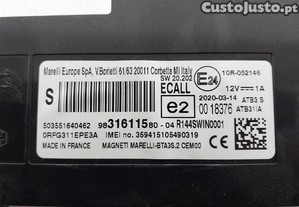 CustoJusto.pt
Marelli Europe SpA, V.Borletti 61/63 20011 Corbetta MI Italy
SW 20.202
E24
10R-052146
S
ECALL
2020-03-14 ATB3 S
12V⎓1A
e2
00 18376 ATB31IA
503551640462
9831611580-04 R144SWIN0001
0RFG311EPE3A
IMEI no. 359415105490319
MADE IN FRANCE
MAGNETI MARELLI-BTA3S.2 CEM00